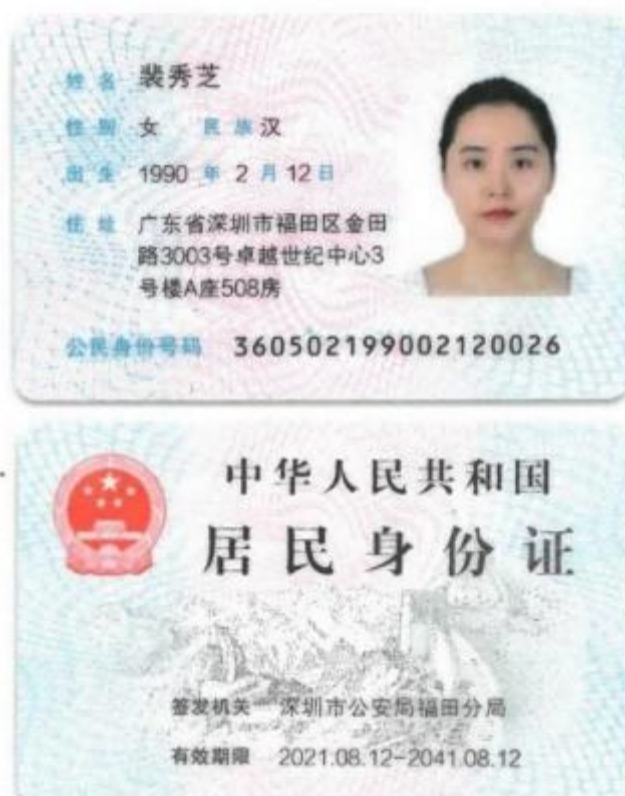 姓名 裴秀芝
性别 女 民族 汉
出生 1990 年 2 月 12 日
住址 广东省深圳市福田区金田
路3003号卓越世纪中心3
号楼A座508房
公民身份号码 360502199002120026
中华人民共和国
居民身份证
签发机关 深圳市公安局福田分局
有效期限 2021.08.12-2041.08.12